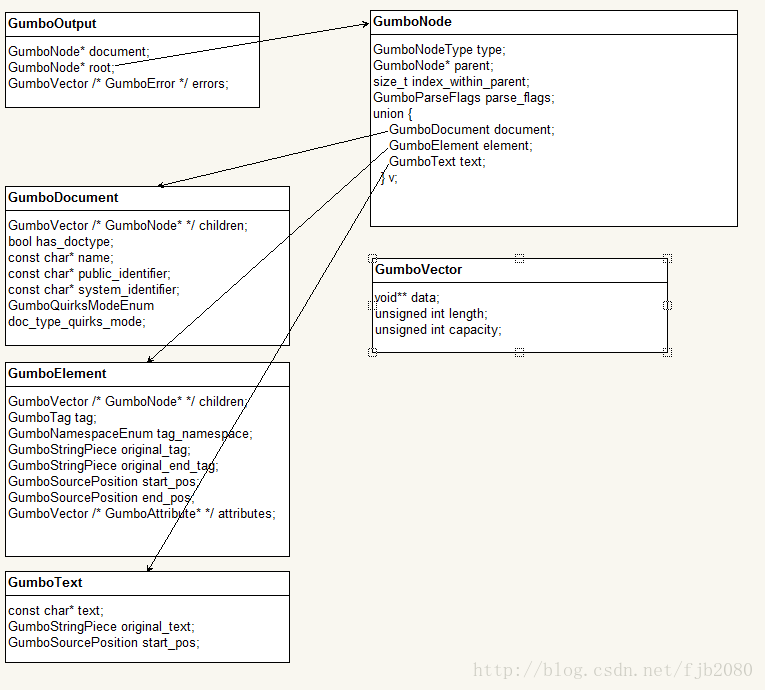 GumboOutput
GumboNode* document;
GumboNode* root;
GumboVector /* GumboError */ errors;
GumboNode
GumboNodeType type;
GumboNode* parent;
size_t index_within_parent;
GumboParseFlags parse_flags;
union {
GumboDocument document;
GumboElement element;
GumboText text;
} v;
GumboDocument
GumboVector /* GumboNode* */ children;
bool has_doctype;
const char* name;
const char* public_identifier;
const char* system_identifier;
GumboQuirksModeEnum
doc_type_quirks_mode;
GumboVector
void** data;
unsigned int length;
unsigned int capacity;
GumboElement
GumboVector /* GumboNode* */ children;
GumboTag tag;
GumboNamespaceEnum tag_namespace;
GumboStringPiece original_tag;
GumboStringPiece original_end_tag;
GumboSourcePosition start_pos;
GumboSourcePosition end_pos;
GumboVector /* GumboAttribute* */ attributes;
GumboText
const char* text;
GumboStringPiece original_text;
GumboSourcePosition start_pos;
http://blog.csdn.net/fjb2080